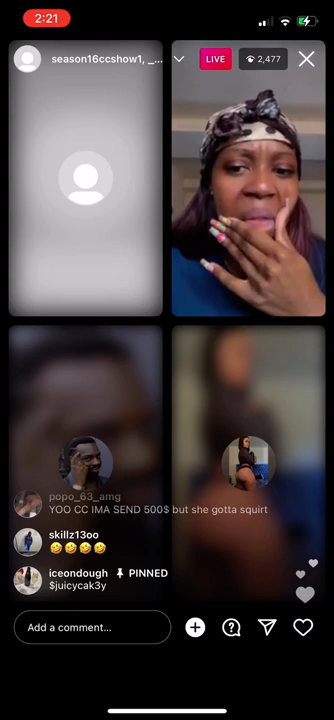 2:21
season16ccshow1, _...
LIVE
2,477
popo_63_amg
YOO CC IMA SEND 500$ but she gotta squirt
skillz13oo
🤣🤣🤣🤣
iceondough 📌 PINNED
$juicycak3y
Add a comment...